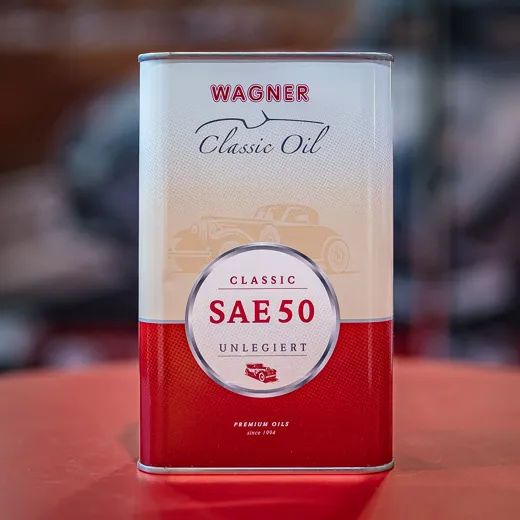 WAGNER
Classic Oil
CLASSIC
SAE 50
UNLEGIERT
PREMIUM OILS
since 1994